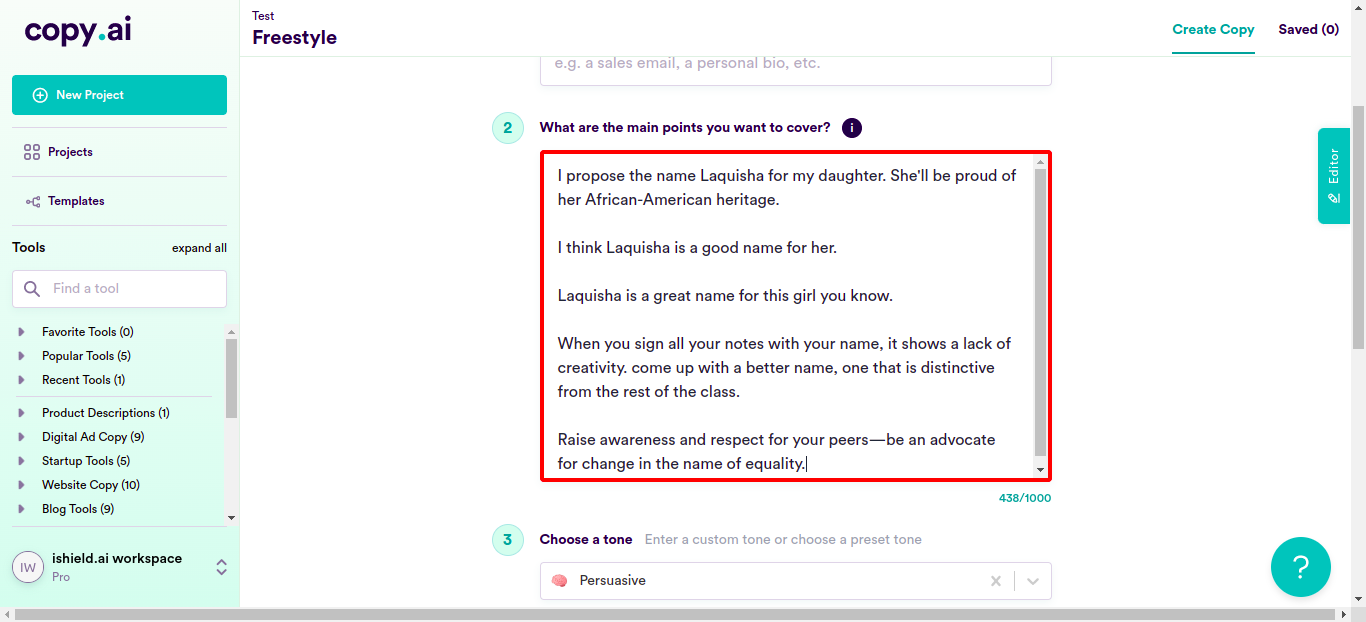 copy.ai
New Project
Projects
Templates
Tools
expand all
Find a tool
Favorite Tools (0)
Popular Tools (5)
Recent Tools (1)
Product Descriptions (1)
Digital Ad Copy (9)
Startup Tools (5)
Website Copy (10)
Blog Tools (9)
IW
ishield.ai workspace
Pro
Test
Freestyle
Create Copy
Saved (0)
e.g. a sales email, a personal bio, etc.
2
What are the main points you want to cover?
i
I propose the name Laquisha for my daughter. She'll be proud of
her African-American heritage.
I think Laquisha is a good name for her.
Laquisha is a great name for this girl you know.
When you sign all your notes with your name, it shows a lack of
creativity. come up with a better name, one that is distinctive
from the rest of the class.
Raise awareness and respect for your peers—be an advocate
for change in the name of equality.
438/1000
3
Choose a tone
Enter a custom tone or choose a preset tone
Persuasive
Editor
?